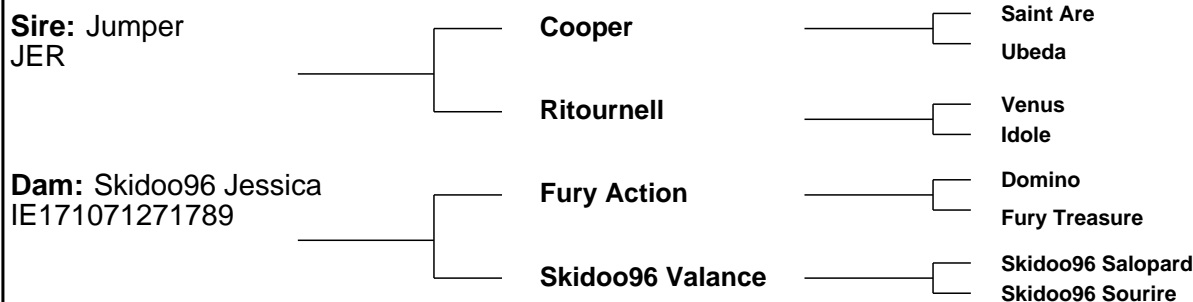 Sire: Jumper
JER
Cooper
Saint Are
Ubeda
Ritournell
Venus
Idole
Dam: Skidoo96 Jessica
IE171071271789
Fury Action
Domino
Fury Treasure
Skidoo96 Valance
Skidoo96 Salopard
Skidoo96 Sourire